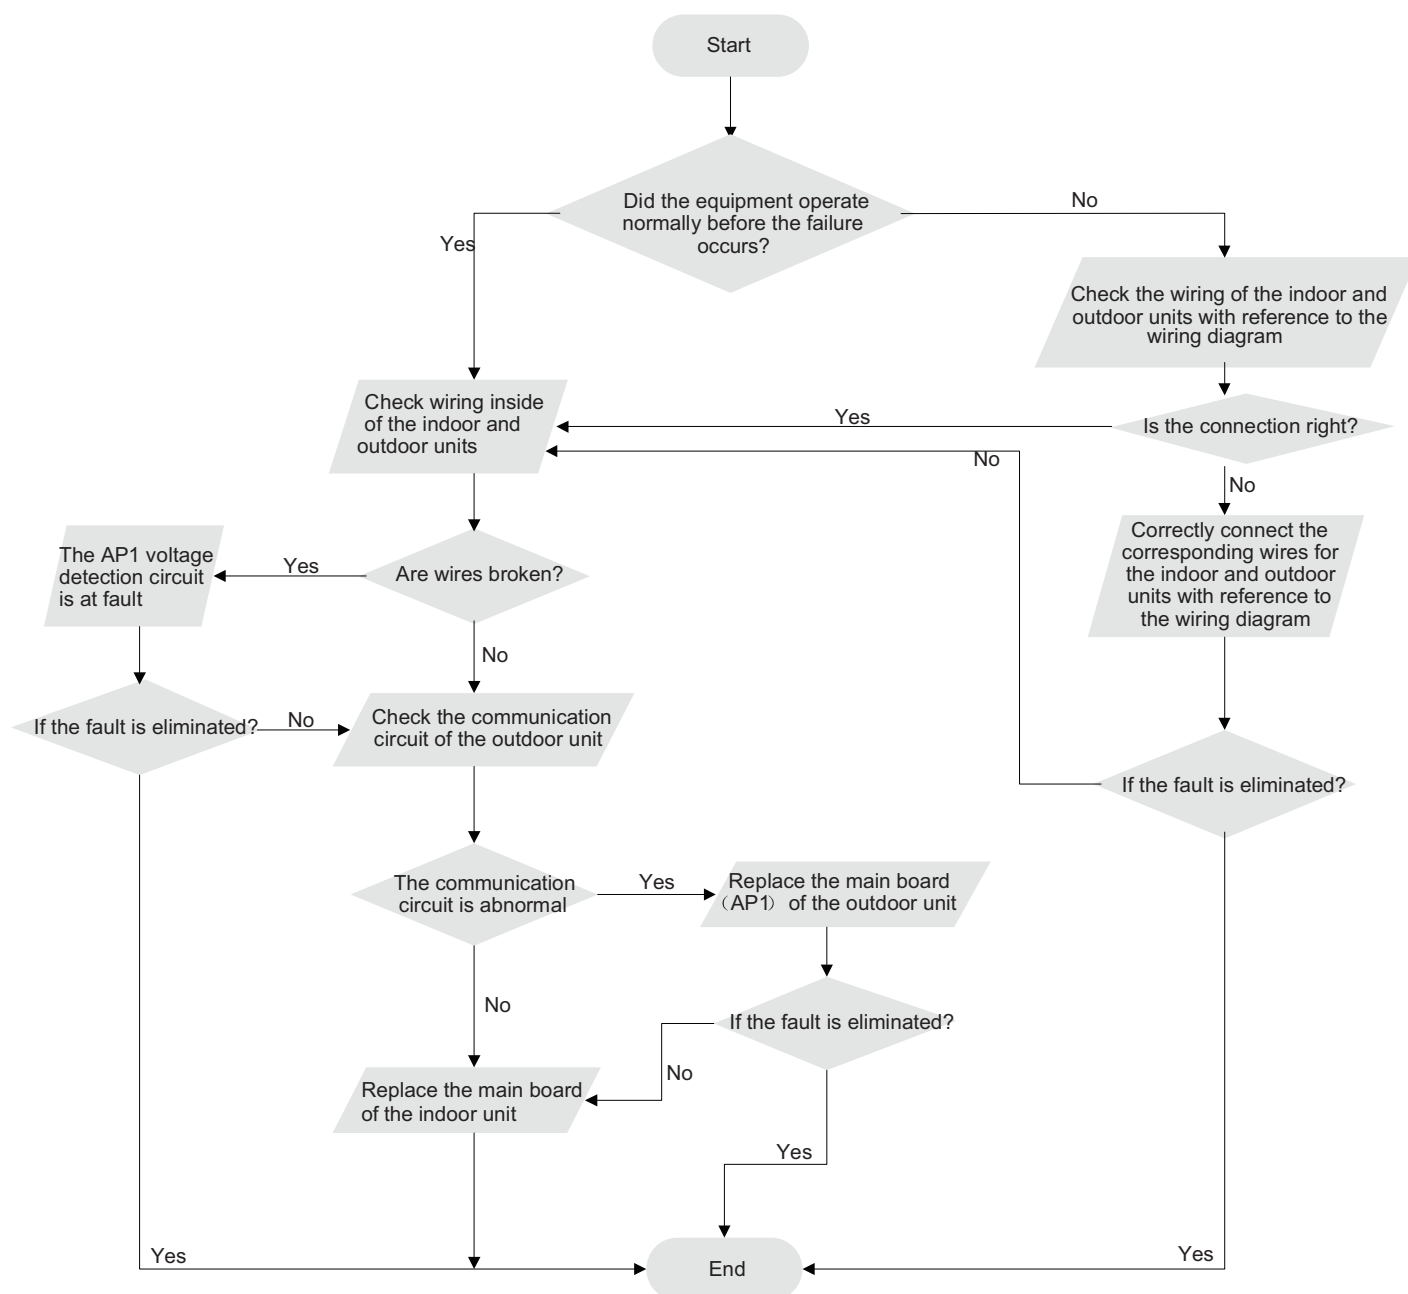 Start
Did the equipment operate
normally before the failure
occurs?
No
Yes
Check the wiring of the indoor and
outdoor units with reference to the
wiring diagram
Check wiring inside
of the indoor and
outdoor units
Yes
Is the connection right?
No
No
Correctly connect the
corresponding wires for
the indoor and outdoor
units with reference to
the wiring diagram
The AP1 voltage
detection circuit
is at fault
Yes
Are wires broken?
No
If the fault is eliminated?
No
Check the communication
circuit of the outdoor unit
If the fault is eliminated?
The communication
circuit is abnormal
Yes
Replace the main board
（AP1） of the outdoor unit
No
If the fault is eliminated?
No
Replace the main board
of the indoor unit
Yes
Yes
End
Yes